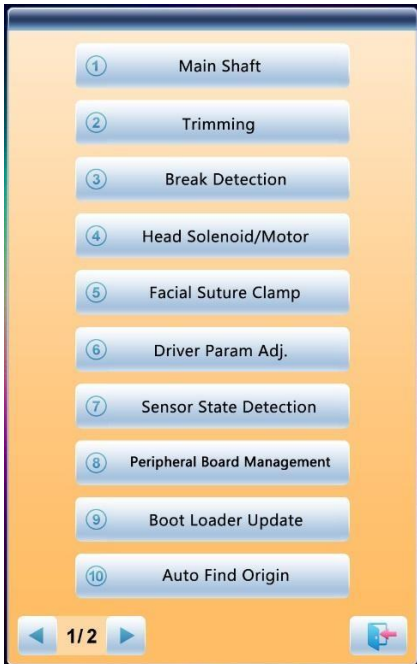 ① Main Shaft
② Trimming
③ Break Detection
④ Head Solenoid/Motor
⑤ Facial Suture Clamp
⑥ Driver Param Adj.
⑦ Sensor State Detection
⑧ Peripheral Board Management
⑨ Boot Loader Update
⑩ Auto Find Origin
1/2